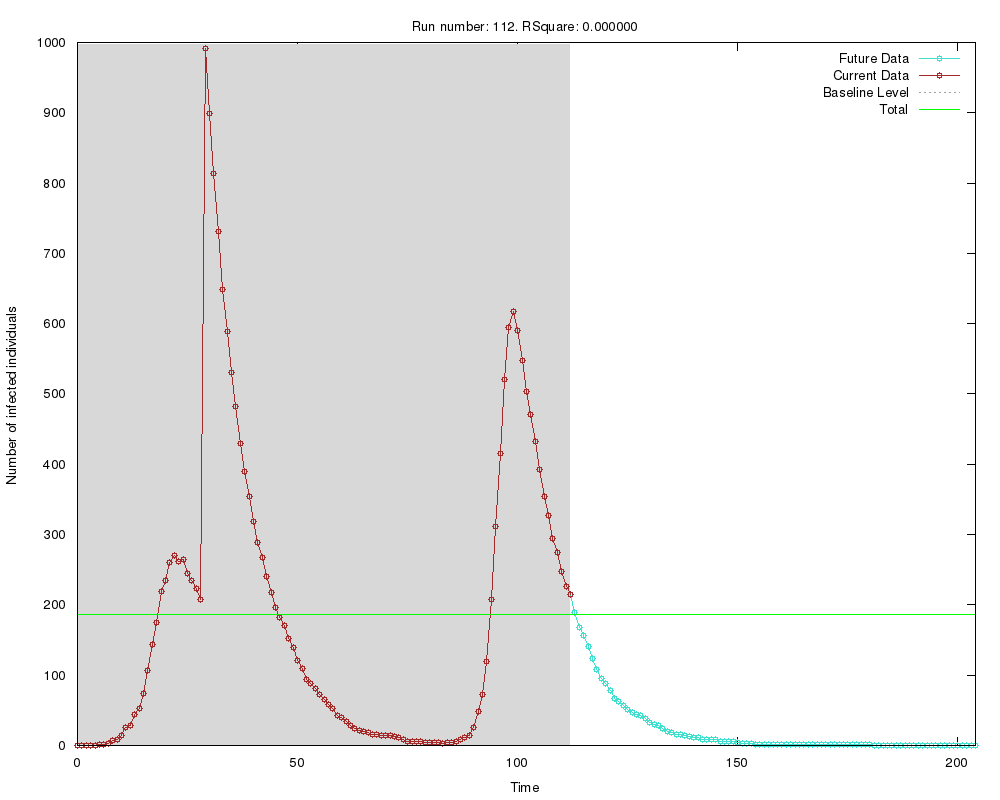 Run number: 112. RSquare: 0.000000
Future Data
Current Data
Baseline Level
Total
Number of infected individuals
1000
900
800
700
600
500
400
300
200
100
0
0 50 100 150 200
Time